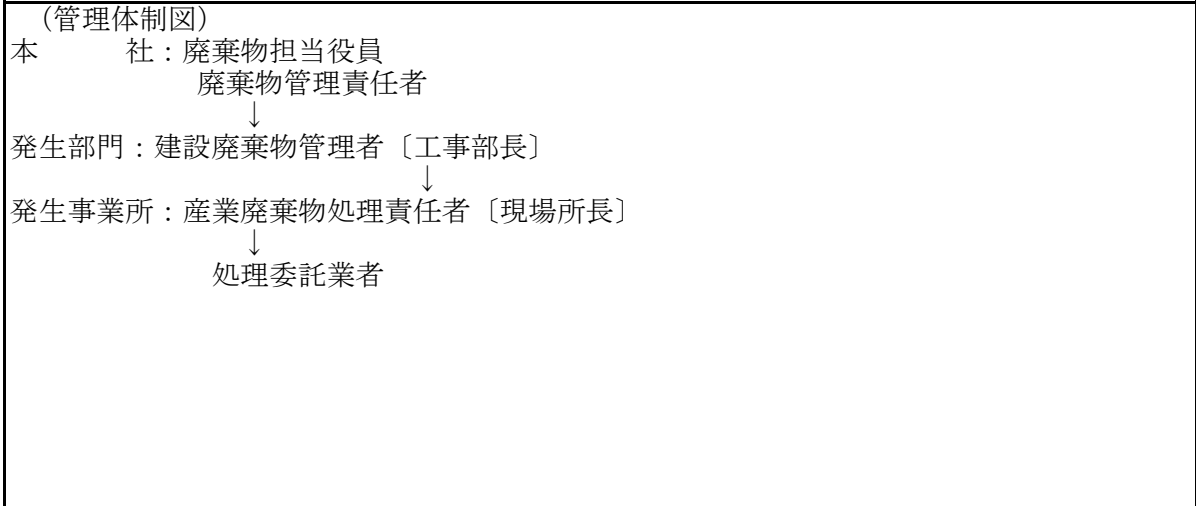 （管理体制図）
本　　　社：廃棄物担当役員
廃棄物管理責任者
↓
発生部門：建設廃棄物管理者〔工事部長〕
↓
発生事業所：産業廃棄物処理責任者〔現場所長〕
↓
処理委託業者